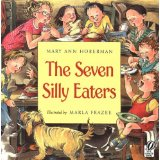 MARY ANN HOBERMAN
The Seven
Silly Eaters
Illustrated by MARLA FRAZEE